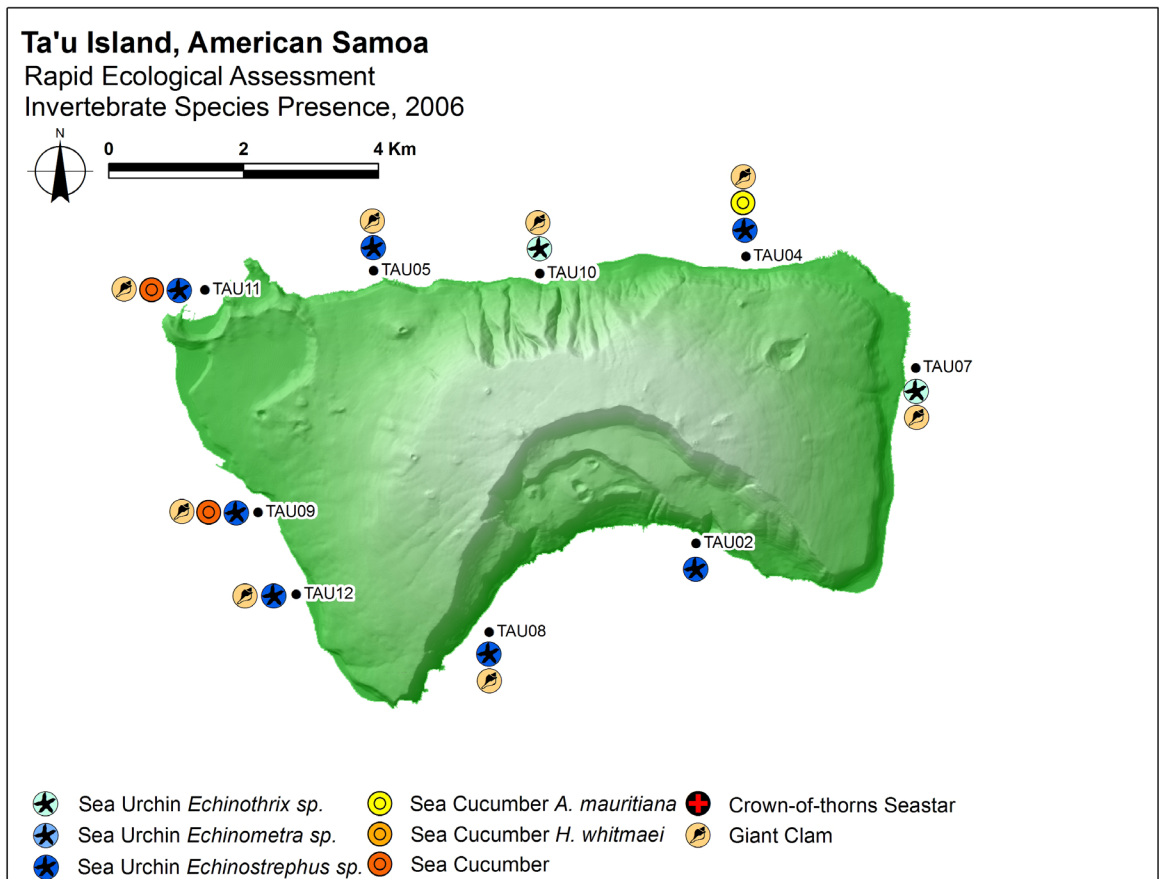 Ta'u Island, American Samoa
Rapid Ecological Assessment
Invertebrate Species Presence, 2006
N
0 2 4 Km
TAU04
TAU05
TAU10
TAU11
TAU07
TAU09
TAU02
TAU12
TAU08
Sea Urchin Echinothrix sp.
Sea Urchin Echinometra sp.
Sea Urchin Echinostrephus sp.
Sea Cucumber A. mauritiana
Sea Cucumber H. whitmaei
Sea Cucumber
Crown-of-thorns Seastar
Giant Clam